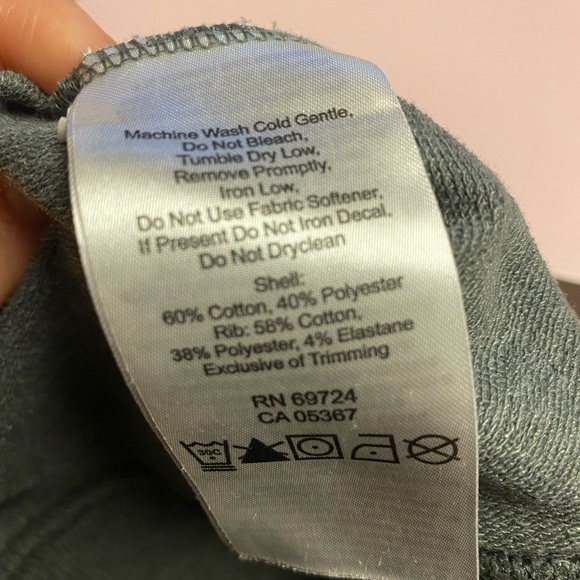 Machine Wash Cold Gentle,
Do Not Bleach,
Tumble Dry Low,
Remove Promptly,
Iron Low,
Do Not Use Fabric Softener,
If Present Do Not Iron Decal,
Do Not Dryclean
Shell:
60% Cotton, 40% Polyester
Rib: 58% Cotton,
38% Polyester, 4% Elastane
Exclusive of Trimming
RN 69724
CA 05367
30C